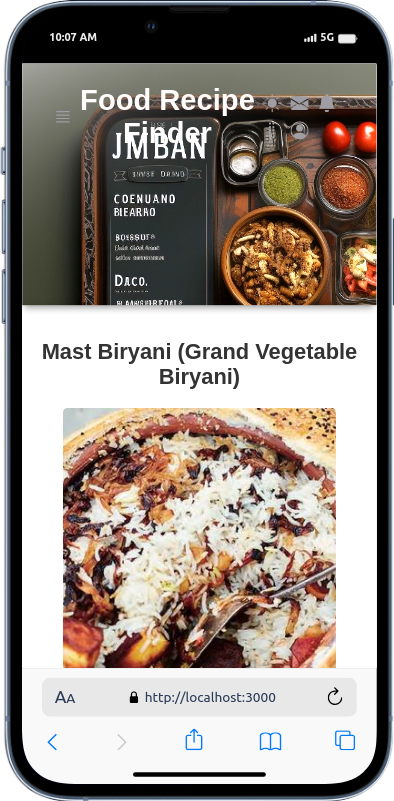 10:07 AM
5G
Food Recipe
Finder
JMBAN
COENUANO
BIEARAO
DACO.
Mast Biryani (Grand Vegetable
Biryani)
AA
http://localhost:3000